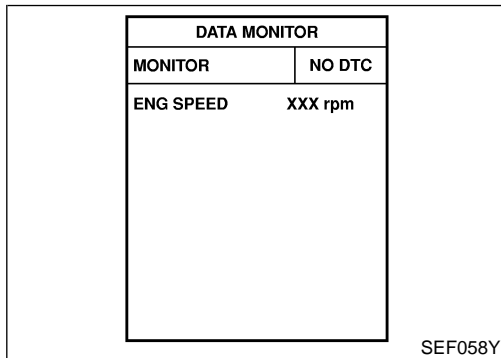 DATA MONITOR
MONITOR NO DTC
ENG SPEED XXX rpm
SEF058Y